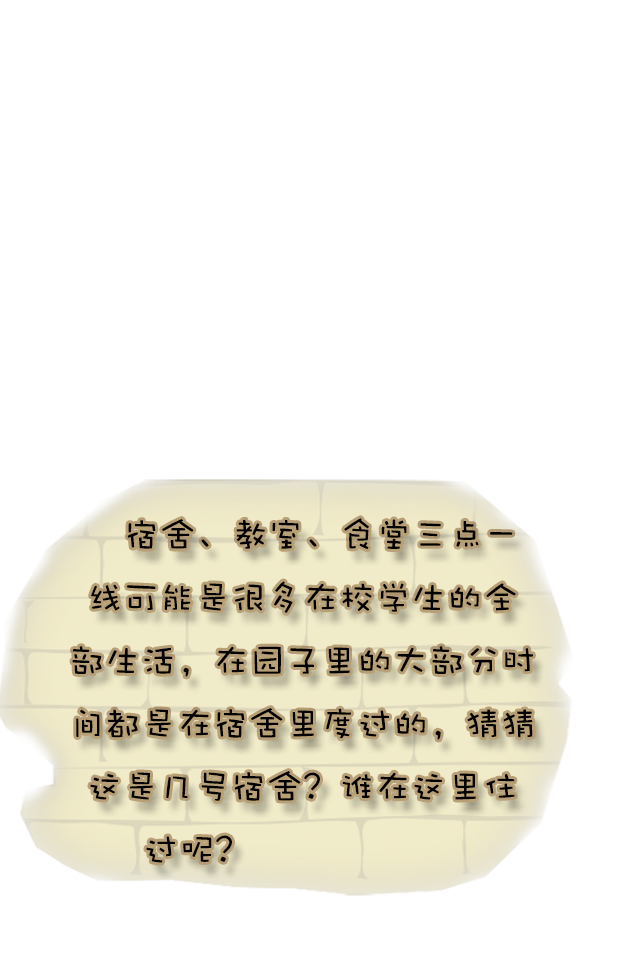 宿舍、教室、食堂三点一
线可能是很多在校学生的全
部生活，在园子里的大部分时
间都是在宿舍里度过的，猜猜
这是几号宿舍？谁在这里住
过呢？